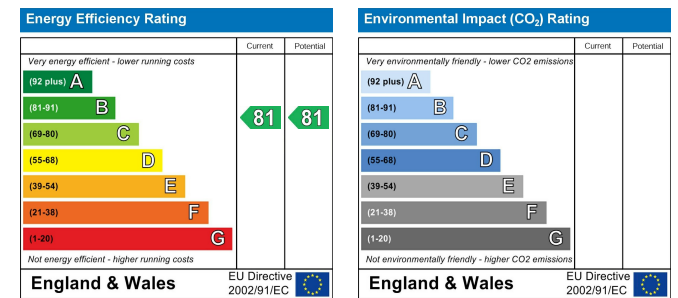 Energy Efficiency Rating
Current Potential
Very energy efficient - lower running costs
(92 plus) A
(81-91) B
81 81
(69-80) C
(55-68) D
(39-54) E
(21-38) F
(1-20) G
Not energy efficient - higher running costs
England & Wales
EU Directive
2002/91/EC
Environmental Impact (CO2) Rating
Current Potential
Very environmentally friendly - lower CO2 emissions
(92 plus) A
(81-91) B
(69-80) C
(55-68) D
(39-54) E
(21-38) F
(1-20) G
Not environmentally friendly - higher CO2 emissions
England & Wales
EU Directive
2002/91/EC